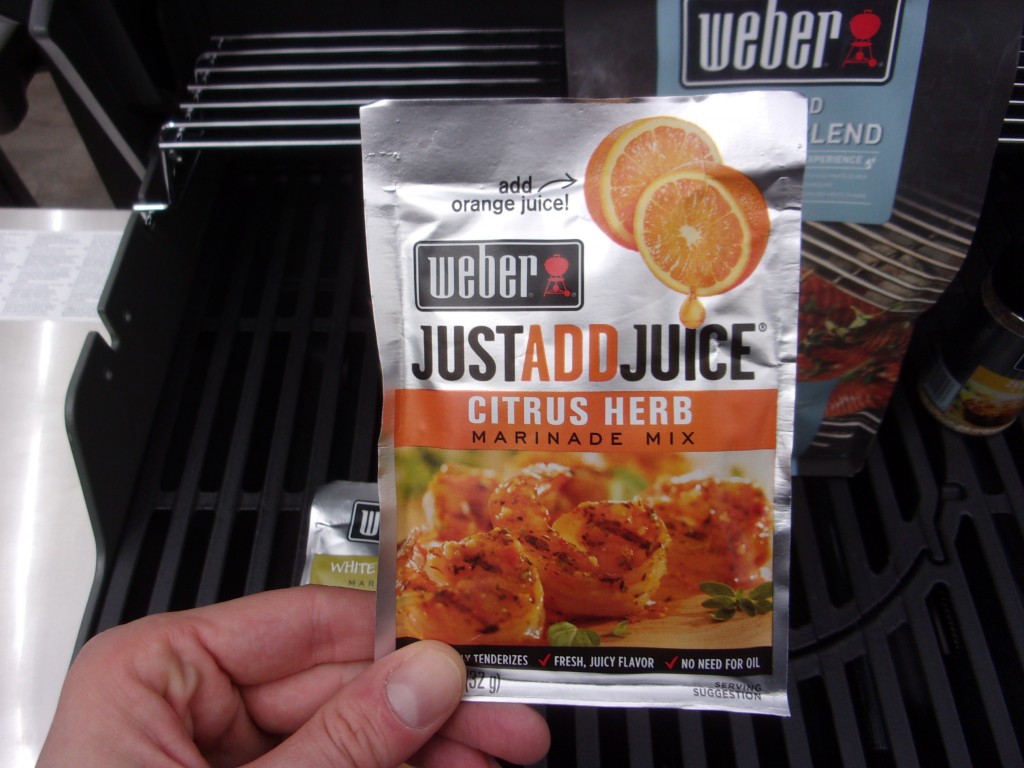 add
orange juice!
weber
JUSTADDJUICE®
CITRUS HERB
MARINADE MIX
TENDERIZES ✓ FRESH, JUICY FLAVOR ✓ NO NEED FOR OIL
(32 g)
SERVING
SUGGESTION
weber
LEND
WHITE